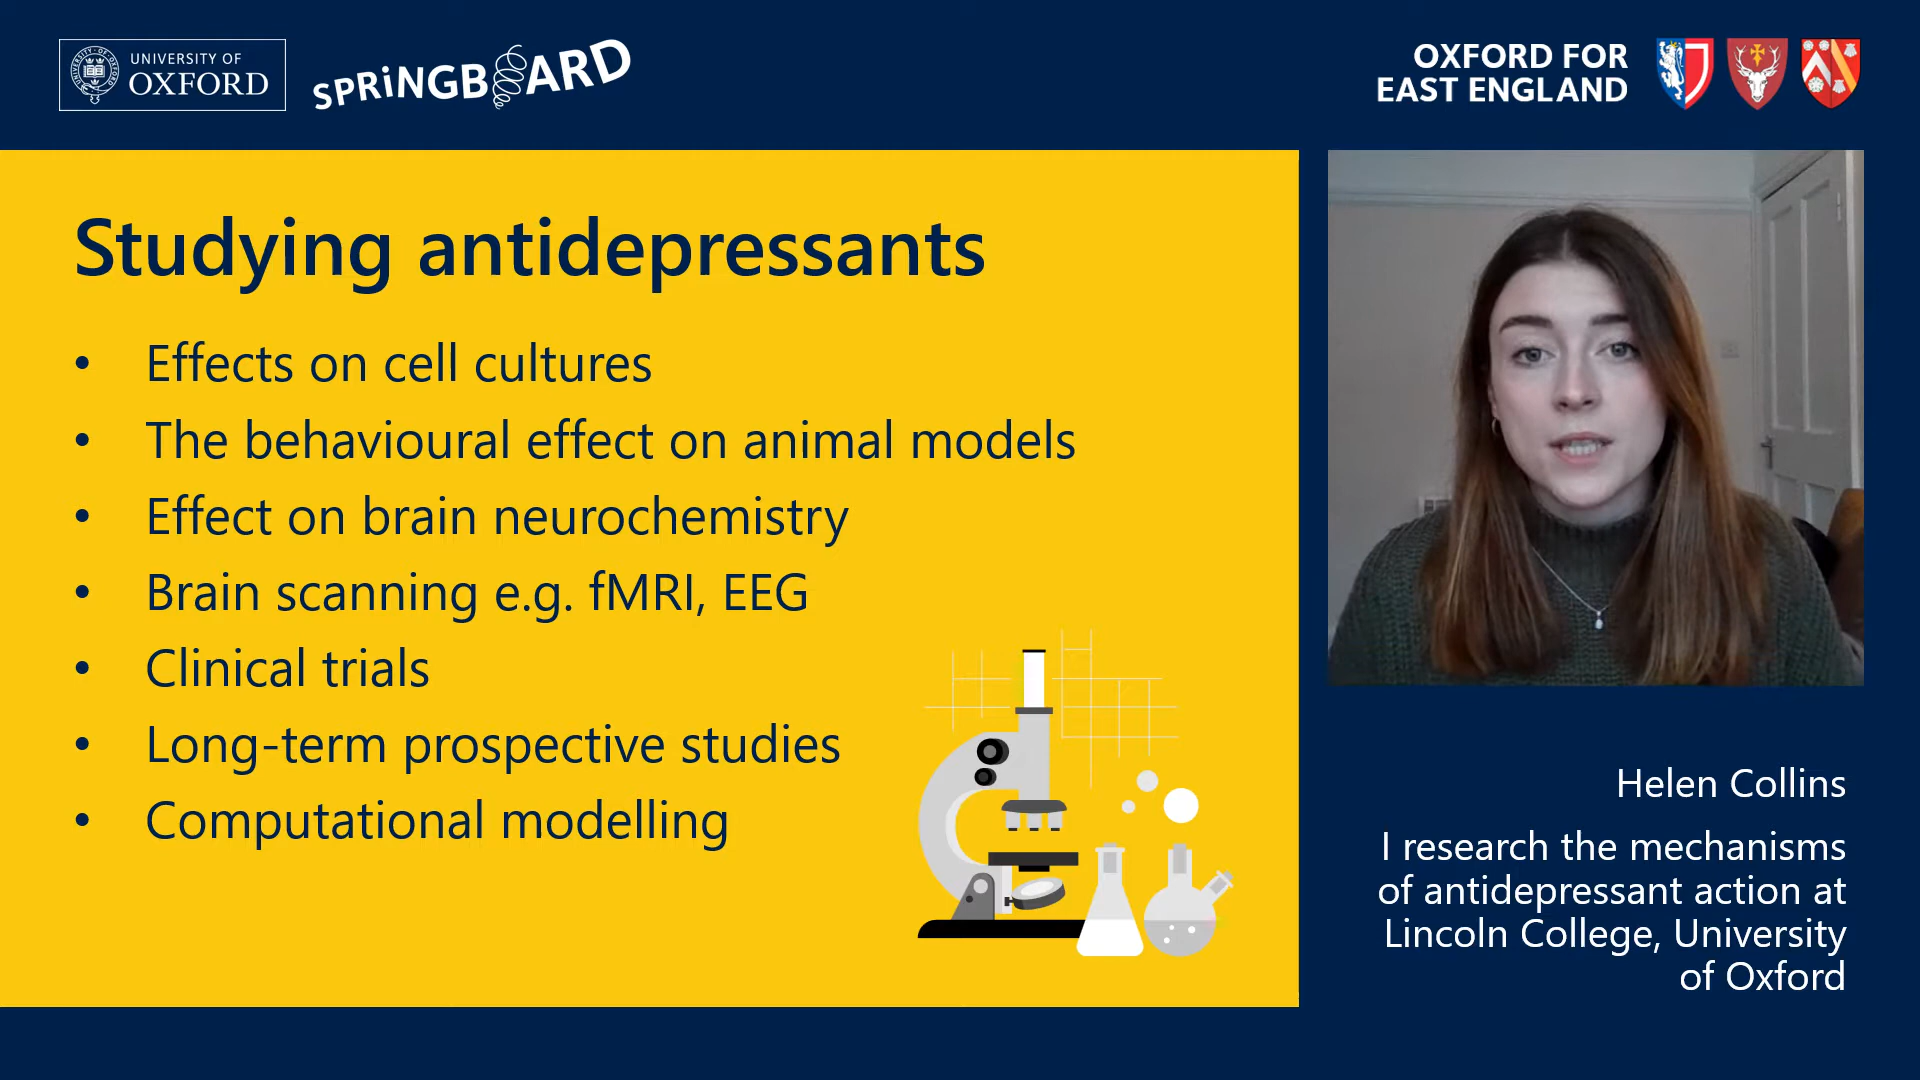 UNIVERSITY OF
OXFORD
SPRiNGBOARD
OXFORD FOR
EAST ENGLAND
Studying antidepressants
• Effects on cell cultures
• The behavioural effect on animal models
• Effect on brain neurochemistry
• Brain scanning e.g. fMRI, EEG
• Clinical trials
• Long-term prospective studies
• Computational modelling
Helen Collins
I research the mechanisms
of antidepressant action at
Lincoln College, University
of Oxford